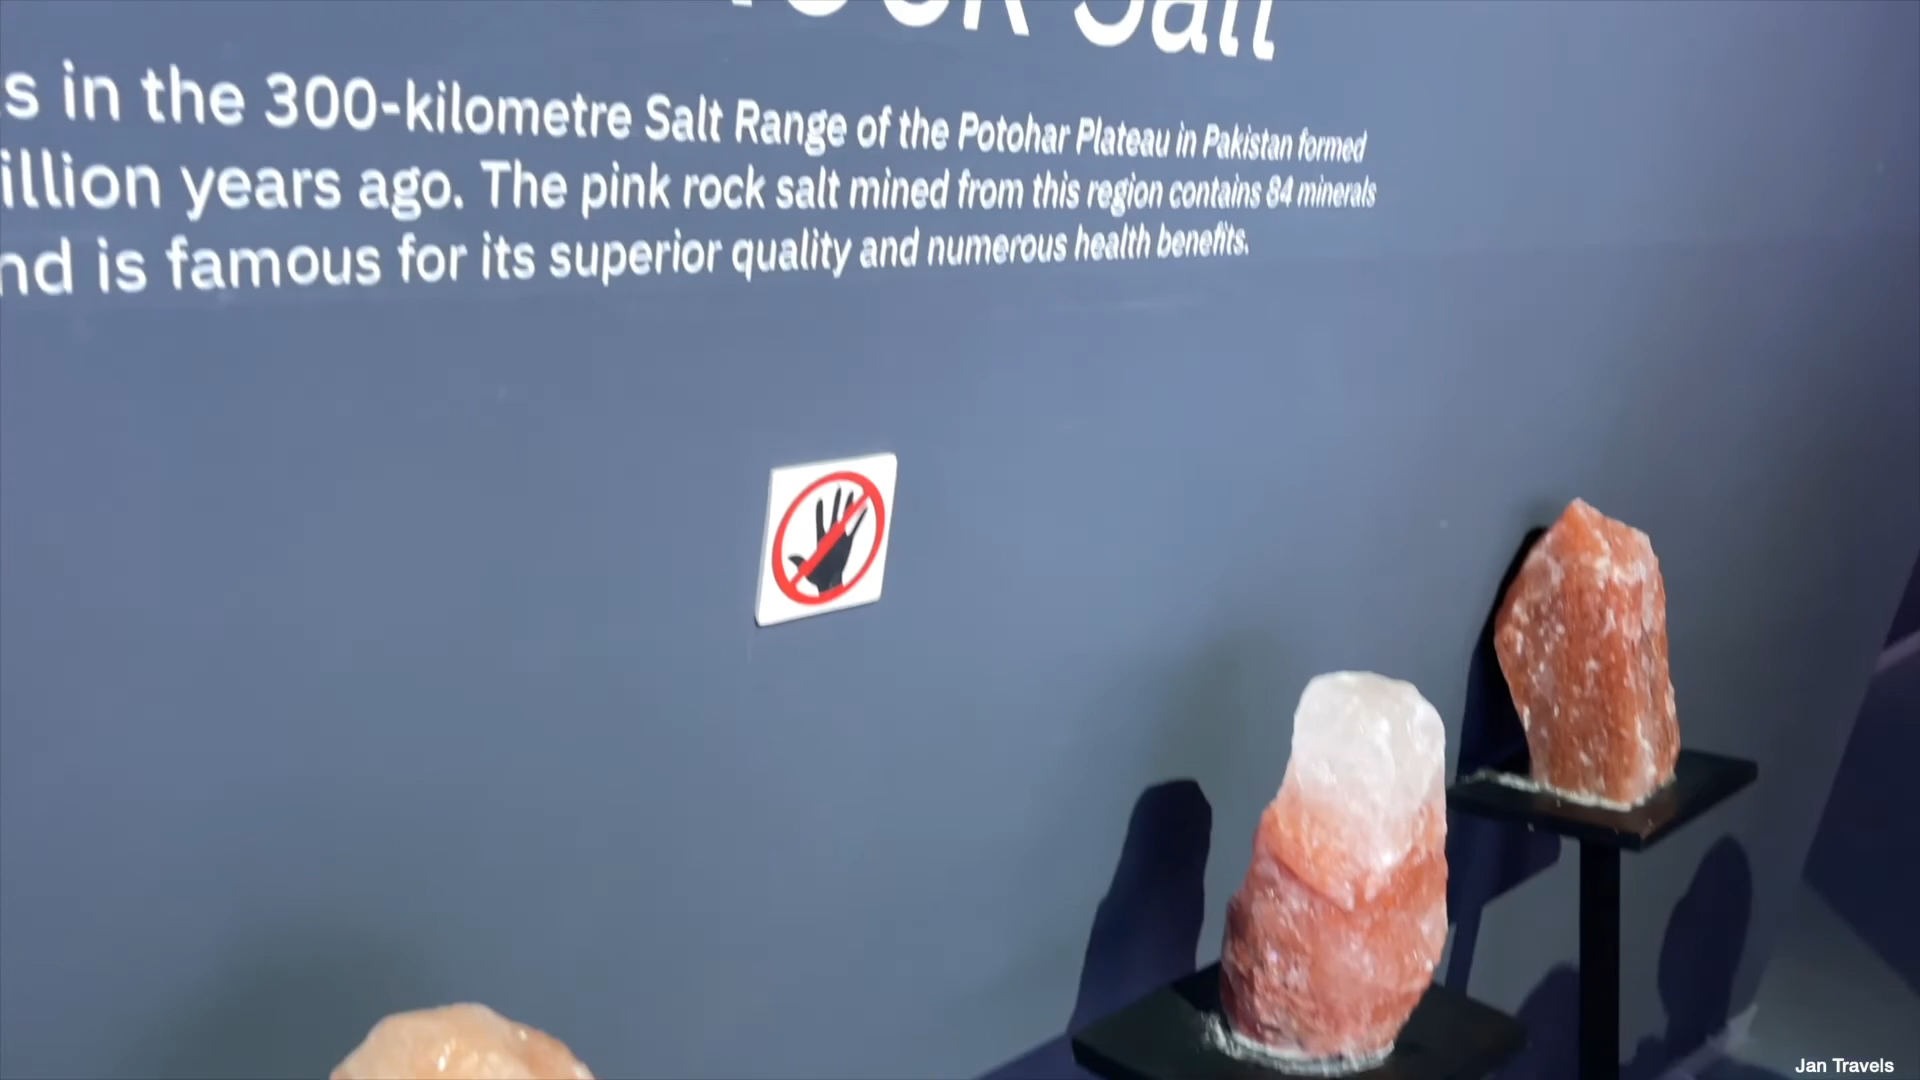 Salt
in the 300-kilometre Salt Range of the Potohar Plateau in Pakistan formed
years ago. The pink rock salt mined from this region contains 84 minerals
is famous for its superior quality and numerous health benefits.
Jan Travels